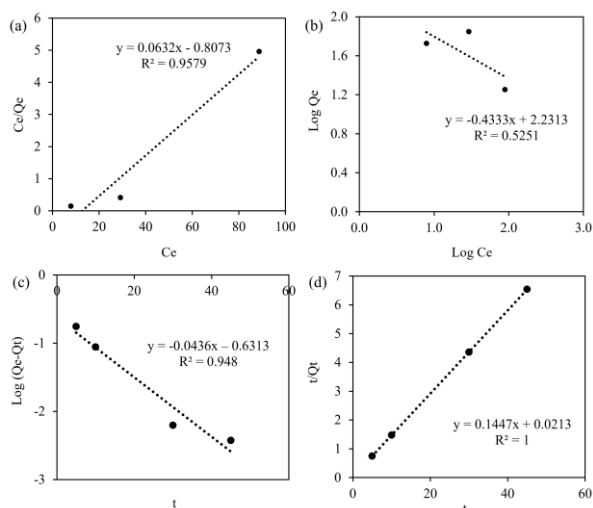 (a)
y = 0.0632x - 0.8073
R² = 0.9579
Ce/Qe
6
5
4
3
2
1
0
0 20 40 60 80 100
Ce
(b)
Log Qe
2.0
1.6
1.2
0.8
0.4
0.0
y = -0.4333x + 2.2313
R² = 0.5251
0.0 1.0 2.0 3.0
Log Ce
(c)
0 20 40 60
0
-1
-2
-3
Log (Qe-Qt)
y = -0.0436x – 0.6313
R² = 0.948
t
(d)
t/Qt
7
6
5
4
3
2
1
0
y = 0.1447x + 0.0213
R² = 1
0 20 40 60